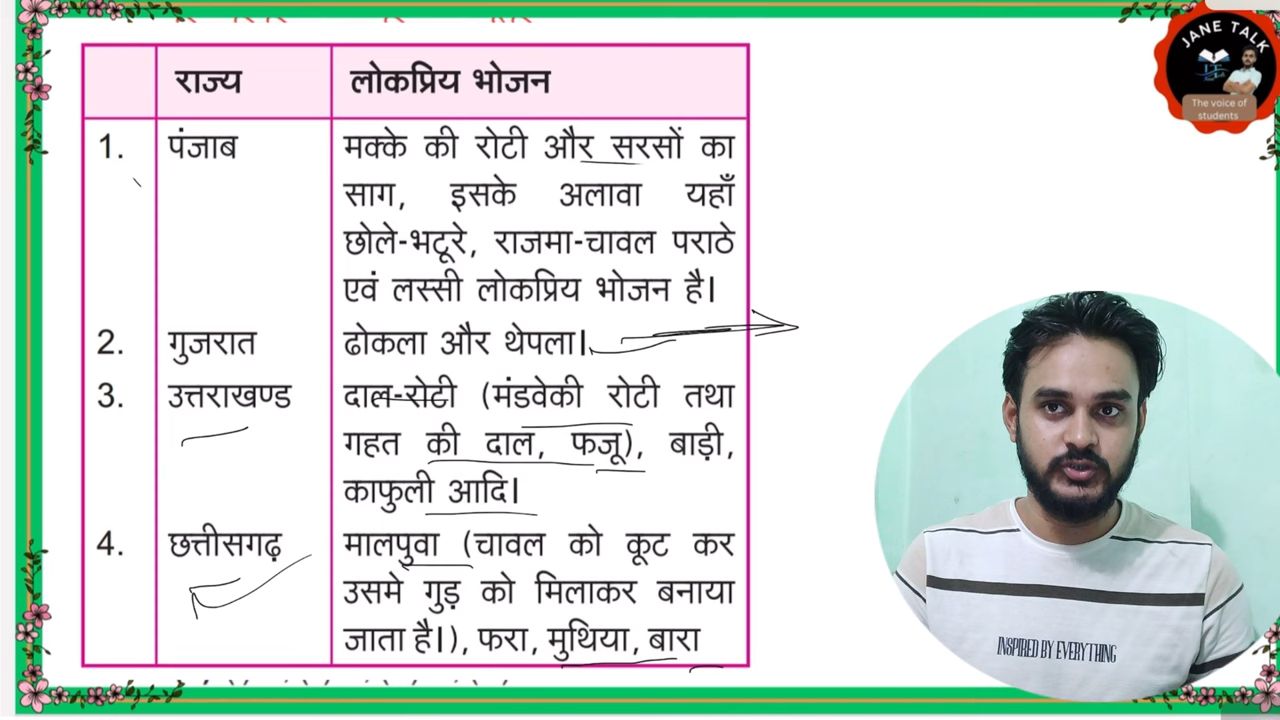 राज्य लोकप्रिय भोजन
1. पंजाब मक्के की रोटी और सरसों का
साग, इसके अलावा यहाँ
छोले-भटूरे, राजमा-चावल पराठे
एवं लस्सी लोकप्रिय भोजन है।
2. गुजरात ढोकला और थेपला।
3. उत्तराखण्ड दाल-रोटी (मंडवेकी रोटी तथा
गहत की दाल, फजू), बाड़ी,
काफुली आदि।
4. छत्तीसगढ़ मालपुवा (चावल को कूट कर
उसमे गुड़ को मिलाकर बनाया
जाता है।), फरा, मुथिया, बारा
JANE TALK
The voice of
students
INSPIRED BY EVERYTHING